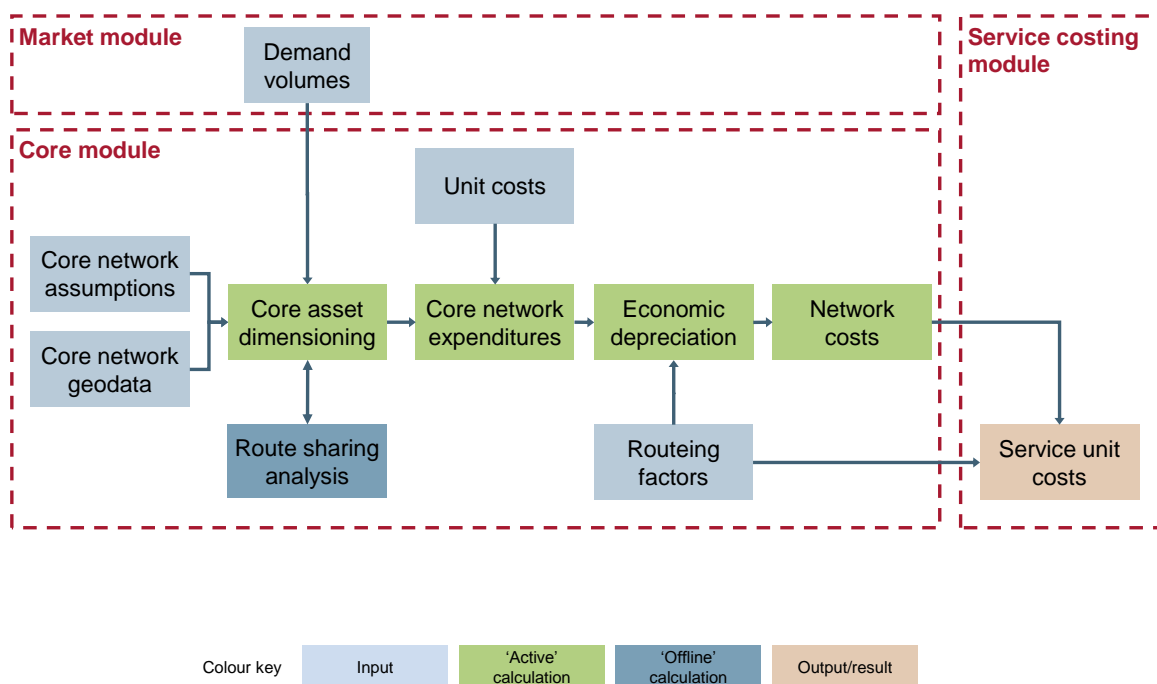 Market module
Demand
volumes
Service costing
module
Core module
Unit costs
Core network
assumptions
Core network
geodata
Core asset
dimensioning
Core network
expenditures
Economic
depreciation
Network
costs
Route sharing
analysis
Routeing
factors
Service unit
costs
Colour key
Input
‘Active’
calculation
‘Offline’
calculation
Output/result